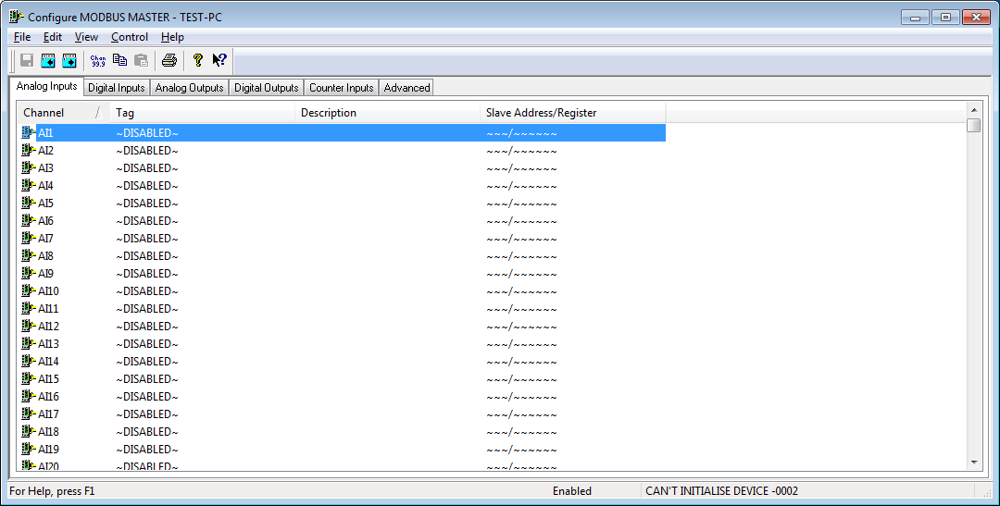 Configure MODBUS MASTER - TEST-PC
File Edit View Control Help
Chan 99.9
Analog Inputs Digital Inputs Analog Outputs Digital Outputs Counter Inputs Advanced
Channel / Tag Description Slave Address/Register
AI1 ~DISABLED~ ~~~/~~~~~~
AI2 ~DISABLED~ ~~~/~~~~~~
AI3 ~DISABLED~ ~~~/~~~~~~
AI4 ~DISABLED~ ~~~/~~~~~~
AI5 ~DISABLED~ ~~~/~~~~~~
AI6 ~DISABLED~ ~~~/~~~~~~
AI7 ~DISABLED~ ~~~/~~~~~~
AI8 ~DISABLED~ ~~~/~~~~~~
AI9 ~DISABLED~ ~~~/~~~~~~
AI10 ~DISABLED~ ~~~/~~~~~~
AI11 ~DISABLED~ ~~~/~~~~~~
AI12 ~DISABLED~ ~~~/~~~~~~
AI13 ~DISABLED~ ~~~/~~~~~~
AI14 ~DISABLED~ ~~~/~~~~~~
AI15 ~DISABLED~ ~~~/~~~~~~
AI16 ~DISABLED~ ~~~/~~~~~~
AI17 ~DISABLED~ ~~~/~~~~~~
AI18 ~DISABLED~ ~~~/~~~~~~
AI19 ~DISABLED~ ~~~/~~~~~~
AI20 ~DISABLED~ ~~~/~~~~~~
For Help, press F1 Enabled CAN'T INITIALISE DEVICE -0002